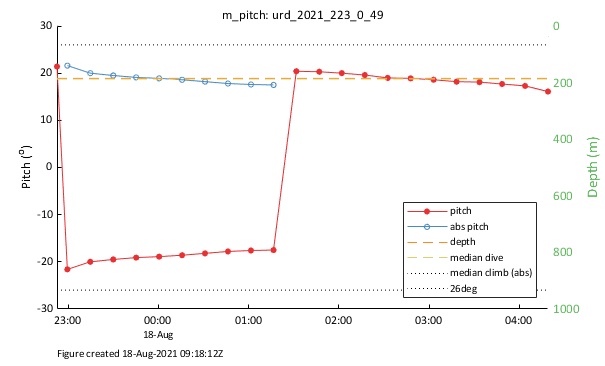 m_pitch: urd_2021_223_0_49
30
20
10
0
-10
-20
-30
Pitch (o)
0
200
400
600
800
1000
Depth (m)
pitch
abs pitch
depth
median dive
median climb (abs)
26deg
23:00 00:00 01:00 02:00 03:00 04:00
18-Aug
Figure created 18-Aug-2021 09:18:12Z